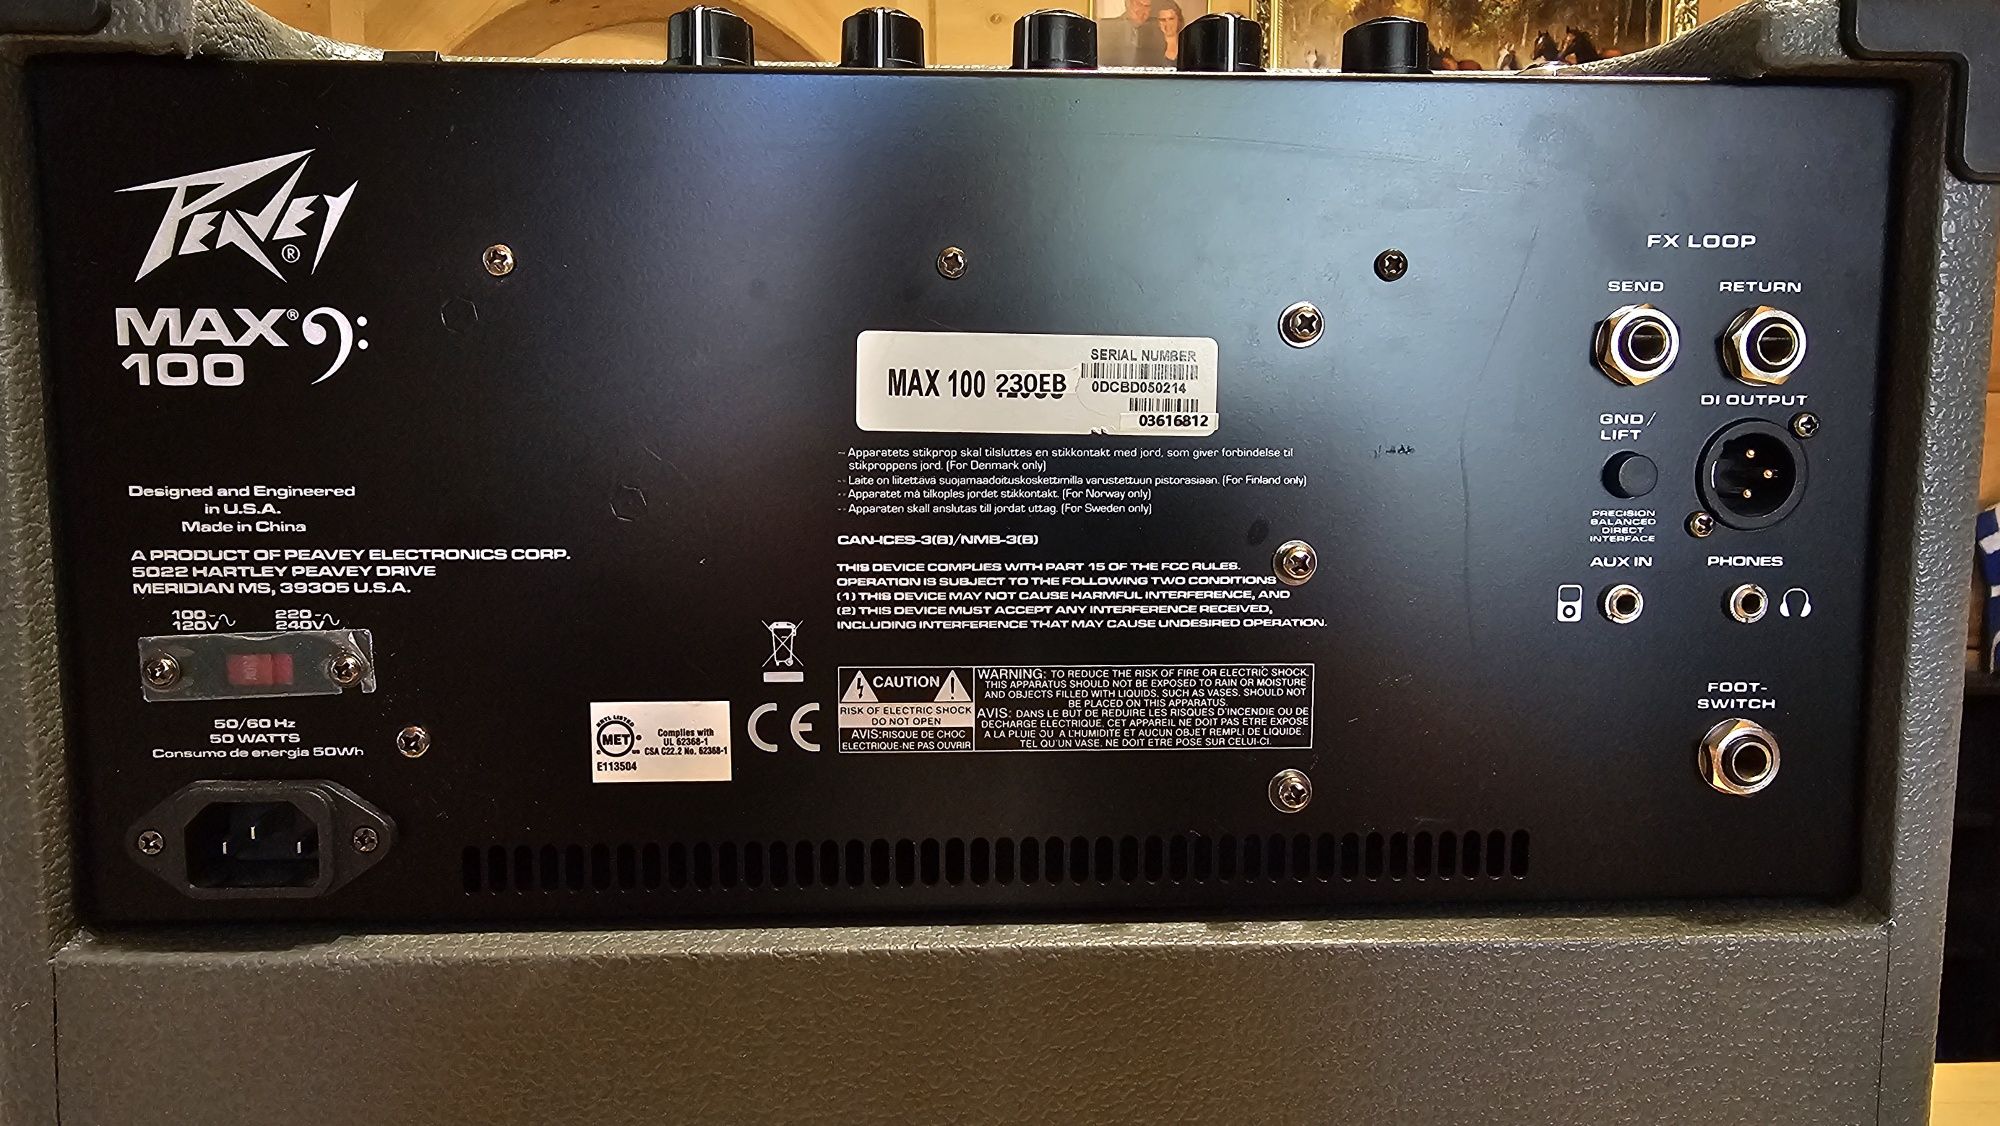 PEAVEY®
MAX®
100
FX LOOP
SEND RETURN
DI OUTPUT
GND/
LIFT
PRECISION
BALANCED
DIRECT
INTERFACE
AUX IN PHONES
FOOT-
SWITCH
MAX 100 230EB
SERIAL NUMBER
0DCBD050214
03616812
-- Apparatets stikprop skal tilsluttes en stikkontakt med jord, som giver forbindelse til
stikproppens jord. (For Denmark only)
-- Laite on liitettävä suojamaadoituskoskettimilla varustettuun pistorasiaan. (For Finland only)
-- Apparatet må tilkoples jordet stikkontakt. (For Norway only)
-- Apparaten skall anslutas till jordat uttag. (For Sweden only)
CAN-ICES-3(B)/NMB-3(B)
THIS DEVICE COMPLIES WITH PART 15 OF THE FCC RULES.
OPERATION IS SUBJECT TO THE FOLLOWING TWO CONDITIONS
(1) THIS DEVICE MAY NOT CAUSE HARMFUL INTERFERENCE, AND
(2) THIS DEVICE MUST ACCEPT ANY INTERFERENCE RECEIVED,
INCLUDING INTERFERENCE THAT MAY CAUSE UNDESIRED OPERATION.
Designed and Engineered
in U.S.A.
Made in China
A PRODUCT OF PEAVEY ELECTRONICS CORP.
5022 HARTLEY PEAVEY DRIVE
MERIDIAN MS, 39305 U.S.A.
100-
120V 220-
240V
50/60 Hz
50 WATTS
Consumo de energia 50Wh
NRTL LISTED
MET
C US
Complies with
UL 62368-1
CSA C22.2 No. 62368-1
E113504
CE
CAUTION
RISK OF ELECTRIC SHOCK
DO NOT OPEN
AVIS:RISQUE DE CHOC
ELECTRIQUE-NE PAS OUVRIR
WARNING: TO REDUCE THE RISK OF FIRE OR ELECTRIC SHOCK.
THIS APPARATUS SHOULD NOT BE EXPOSED TO RAIN OR MOISTURE
AND OBJECTS FILLED WITH LIQUIDS. SUCH AS VASES. SHOULD NOT
BE PLACED ON THIS APPARATUS.
AVIS: DANS LE BUT DE REDUIRE LES RISQUES D'INCENDIE OU DE
DECHARGE ELECTRIQUE. CET APPAREIL NE DOIT PAS ETRE EXPOSE
A LA PLUIE OU A L'HUMIDITE ET AUCUN OBJET REMPLI DE LIQUIDE.
TEL QU'UN VASE. NE DOIT ETRE POSE SUR CELUI-CI.